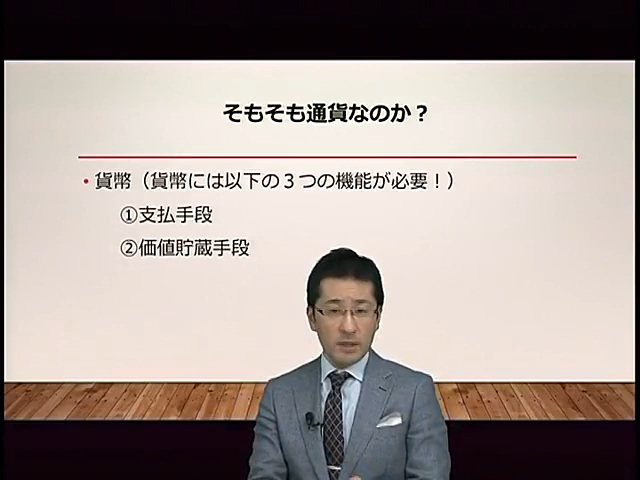 そもそも通貨なのか？
・貨幣（貨幣には以下の３つの機能が必要！）
①支払手段
②価値貯蔵手段